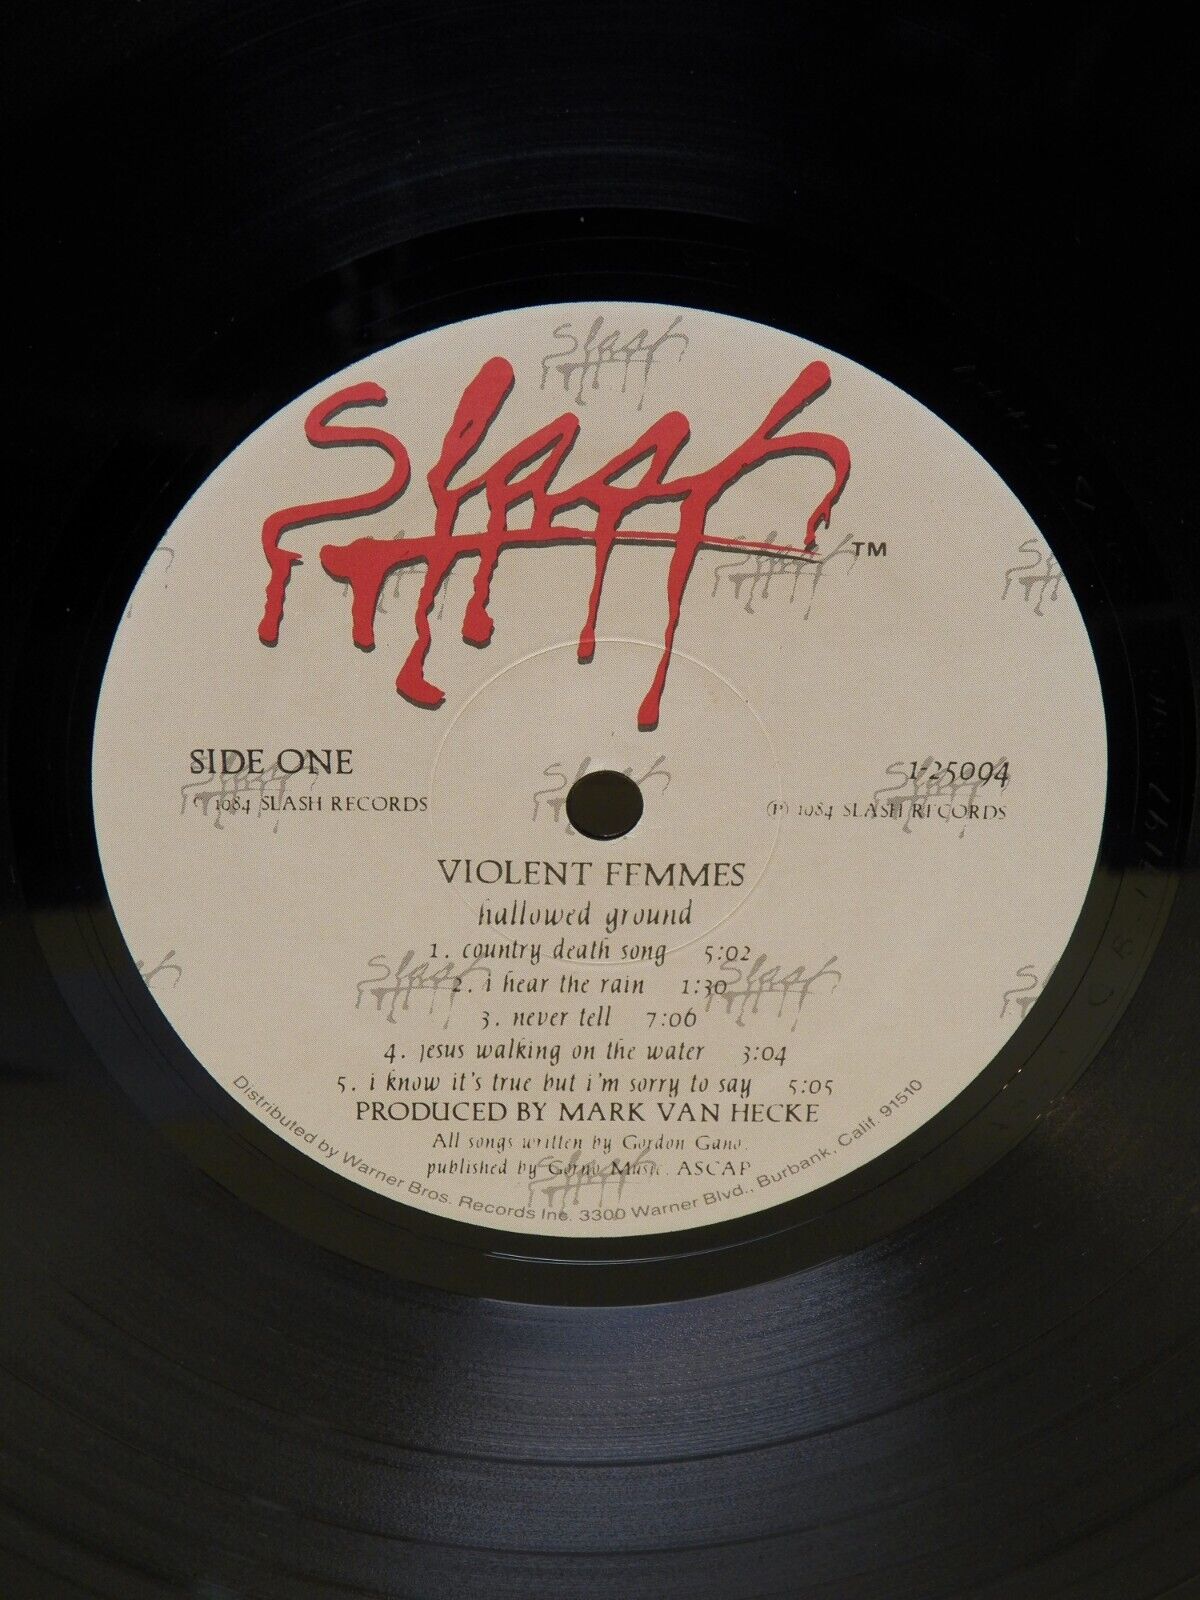 Slash
Slash TM
SIDE ONE
1-25004
© 1984 SLASH RECORDS
℗ 1984 SLASH RECORDS
VIOLENT FEMMES
hallowed ground
1. country death song 5:02
2. i hear the rain 1:30
3. never tell 7:06
4. jesus walking on the water 3:04
5. i know it's true but i'm sorry to say 5:05
PRODUCED BY MARK VAN HECKE
All songs written by Gordon Gano.
published by Gorno Music. ASCAP
Distributed by Warner Bros. Records Inc. 3300 Warner Blvd., Burbank, Calif. 91510